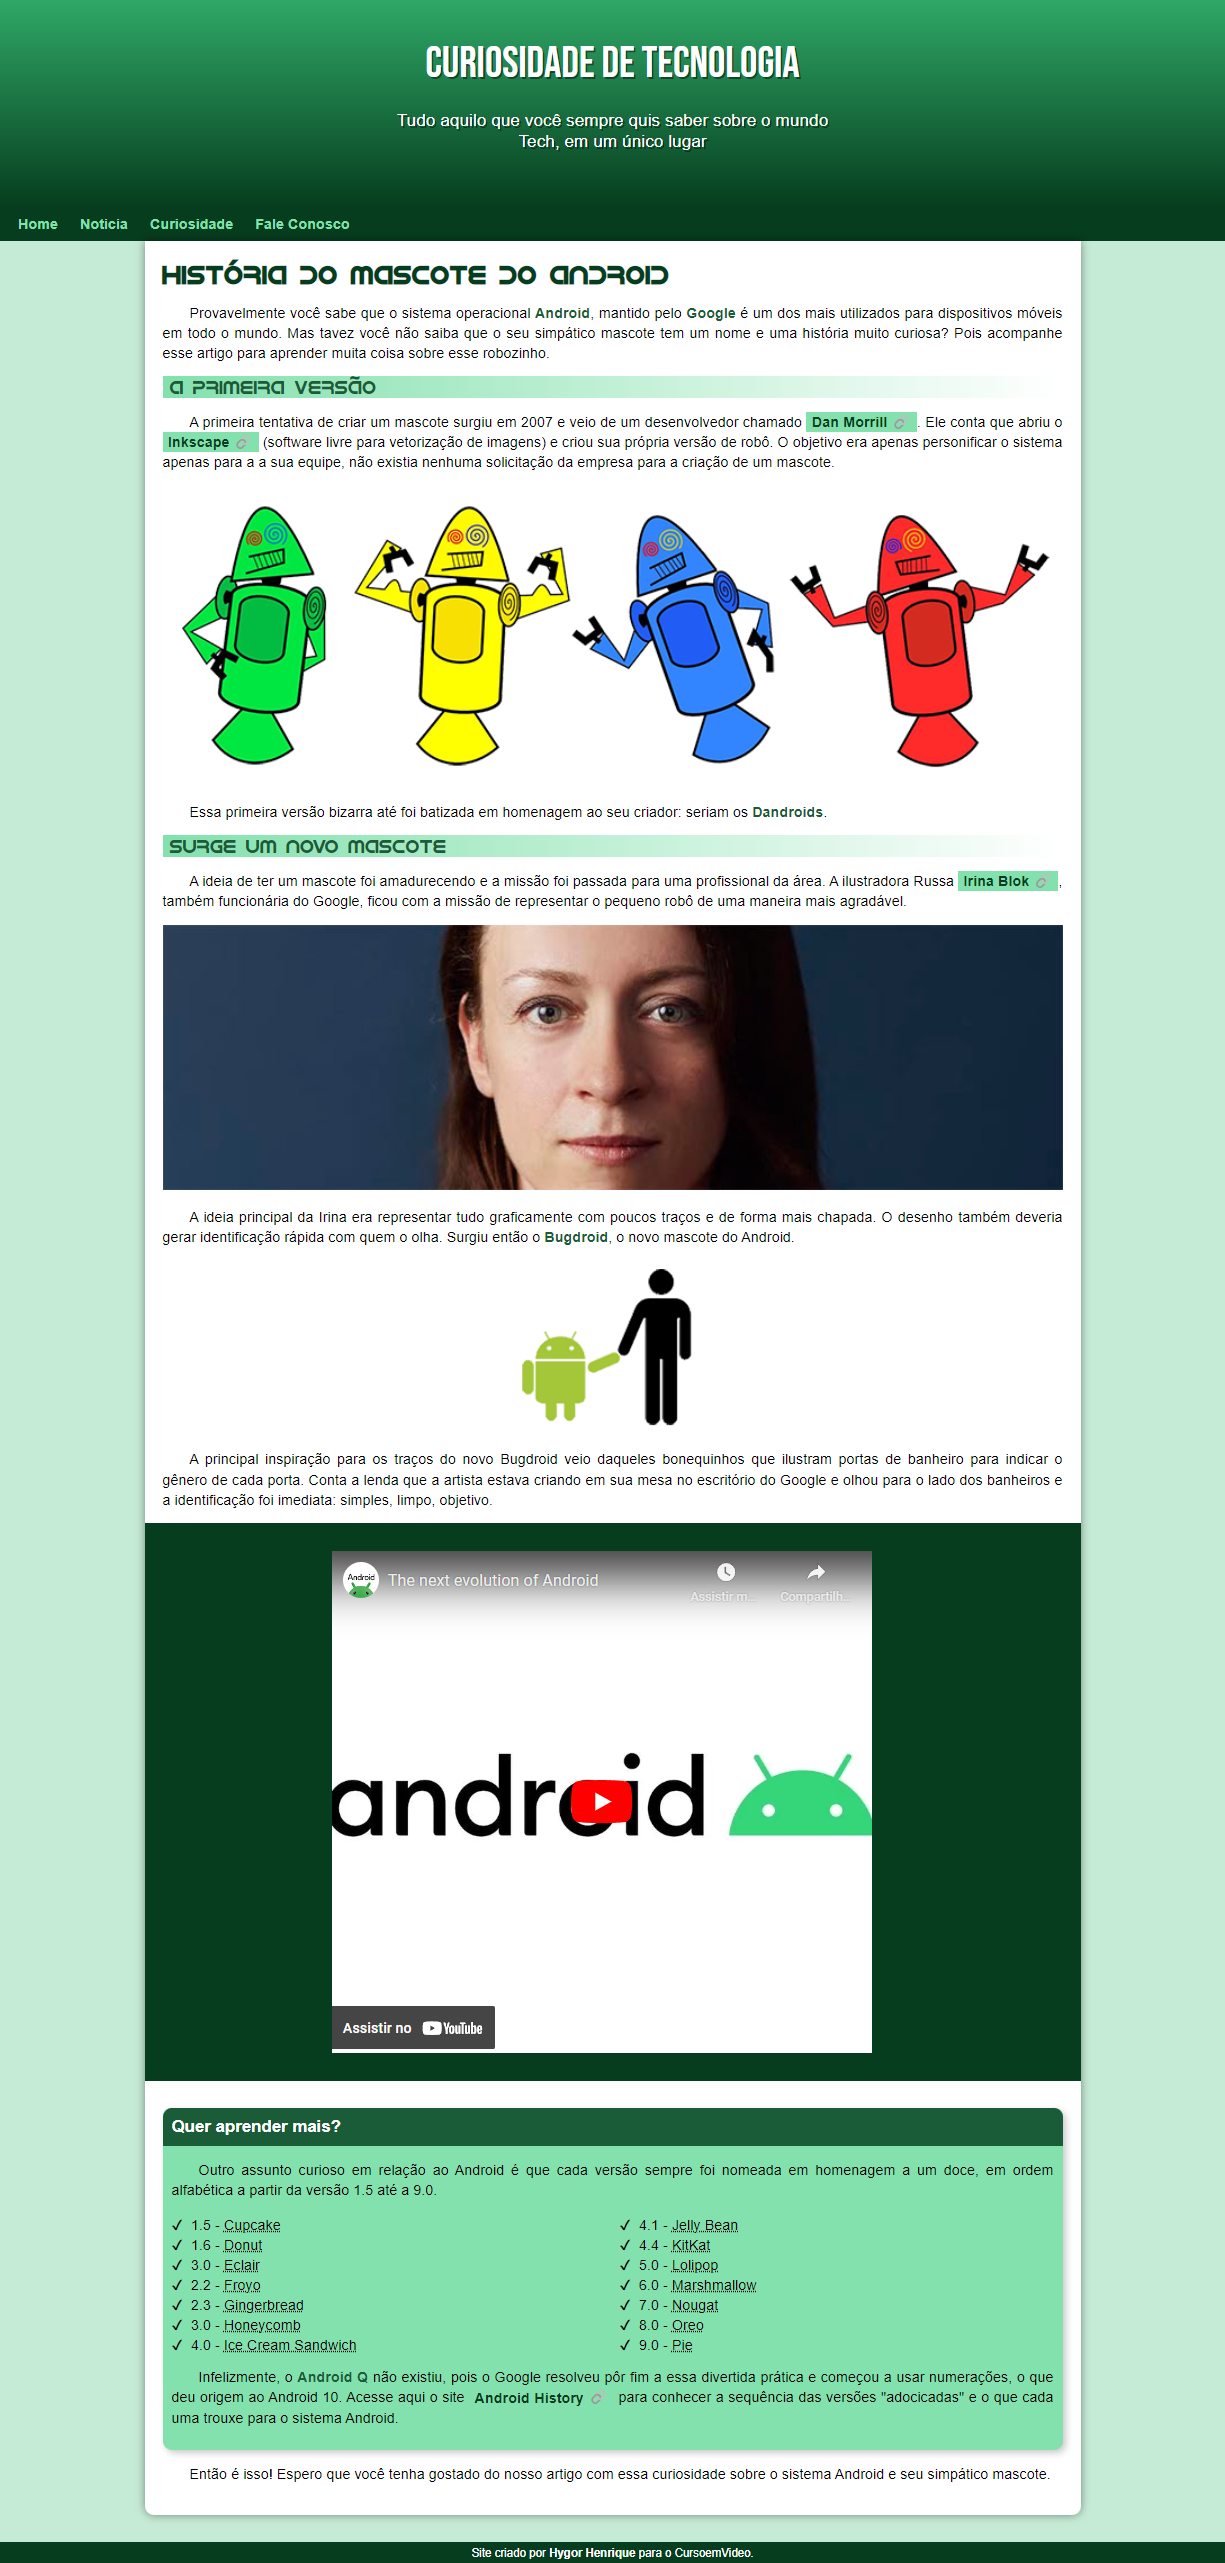 CURIOSIDADE DE TECNOLOGIA
Tudo aquilo que você sempre quis saber sobre o mundo
Tech, em um único lugar
Home Noticia Curiosidade Fale Conosco
HISTÓRIA DO MASCOTE DO ANDROID
Provavelmente você sabe que o sistema operacional Android, mantido pelo Google é um dos mais utilizados para dispositivos móveis
em todo o mundo. Mas tavez você não saiba que o seu simpático mascote tem um nome e uma história muito curiosa? Pois acompanhe
esse artigo para aprender muita coisa sobre esse robozinho.
A PRIMEIRA VERSÃO
A primeira tentativa de criar um mascote surgiu em 2007 e veio de um desenvolvedor chamado Dan Morrill. Ele conta que abriu o
Inkscape (software livre para vetorização de imagens) e criou sua própria versão de robô. O objetivo era apenas personificar o sistema
apenas para a a sua equipe, não existia nenhuma solicitação da empresa para a criação de um mascote.
Essa primeira versão bizarra até foi batizada em homenagem ao seu criador: seriam os Dandroids.
SURGE UM NOVO MASCOTE
A ideia de ter um mascote foi amadurecendo e a missão foi passada para uma profissional da área. A ilustradora Russa Irina Blok,
também funcionária do Google, ficou com a missão de representar o pequeno robô de uma maneira mais agradável.
A ideia principal da Irina era representar tudo graficamente com poucos traços e de forma mais chapada. O desenho também deveria
gerar identificação rápida com quem o olha. Surgiu então o Bugdroid, o novo mascote do Android.
A principal inspiração para os traços do novo Bugdroid veio daqueles bonequinhos que ilustram portas de banheiro para indicar o
gênero de cada porta. Conta a lenda que a artista estava criando em sua mesa no escritório do Google e olhou para o lado dos banheiros e
a identificação foi imediata: simples, limpo, objetivo.
Android
The next evolution of Android
Assistir m...
Compartilh...
android
Assistir no YouTube
Quer aprender mais?
Outro assunto curioso em relação ao Android é que cada versão sempre foi nomeada em homenagem a um doce, em ordem
alfabética a partir da versão 1.5 até a 9.0.
✓ 1.5 - Cupcake
✓ 1.6 - Donut
✓ 3.0 - Eclair
✓ 2.2 - Froyo
✓ 2.3 - Gingerbread
✓ 3.0 - Honeycomb
✓ 4.0 - Ice Cream Sandwich
✓ 4.1 - Jelly Bean
✓ 4.4 - KitKat
✓ 5.0 - Lolipop
✓ 6.0 - Marshmallow
✓ 7.0 - Nougat
✓ 8.0 - Oreo
✓ 9.0 - Pie
Infelizmente, o Android Q não existiu, pois o Google resolveu pôr fim a essa divertida prática e começou a usar numerações, o que
deu origem ao Android 10. Acesse aqui o site Android History para conhecer a sequência das versões "adocicadas" e o que cada
uma trouxe para o sistema Android.
Então é isso! Espero que você tenha gostado do nosso artigo com essa curiosidade sobre o sistema Android e seu simpático mascote.
Site criado por Hygor Henrique para o CursoemVideo.